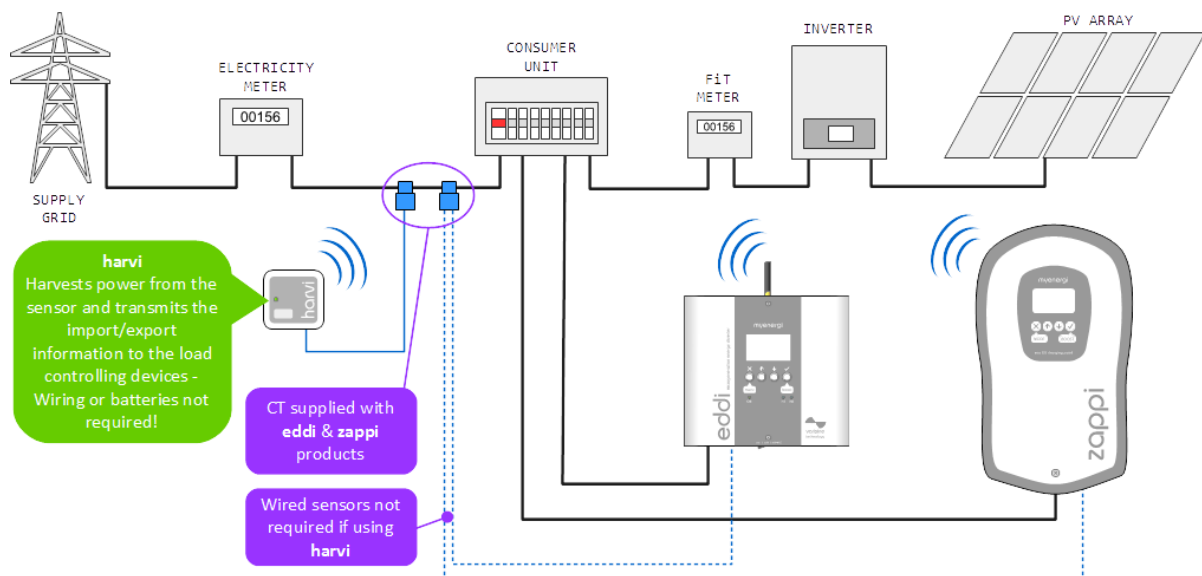 PV ARRAY
INVERTER
CONSUMER
UNIT
ELECTRICITY
METER
FiT
METER
00156
00156
SUPPLY
GRID
harvi
Harvests power from the
sensor and transmits the
import/export
information to the load
controlling devices -
Wiring or batteries not
required!
harvi
CT supplied with
eddi & zappi
products
Wired sensors not
required if using
harvi
myenergi
eddi
myenergi
zappi